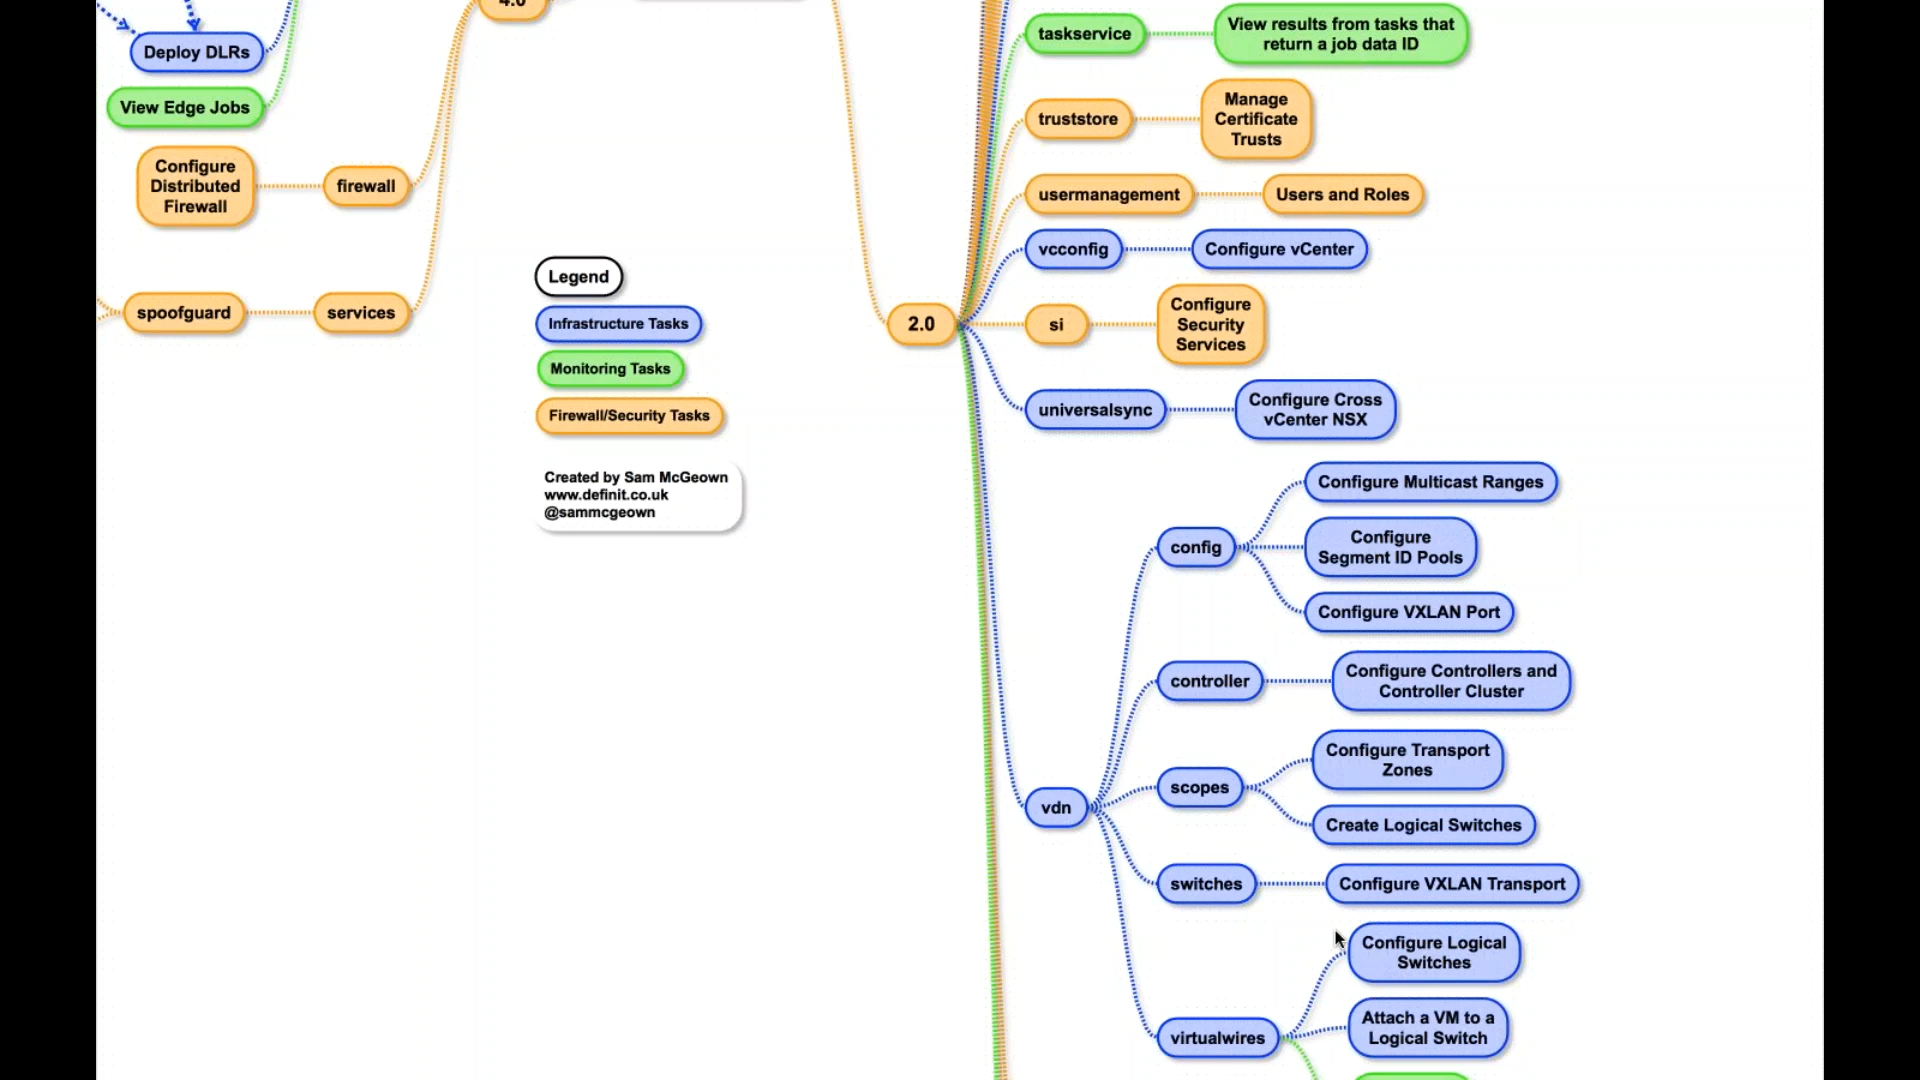 4.0
Deploy DLRs
View Edge Jobs
Configure
Distributed
Firewall
firewall
spoofguard
services
Legend
Infrastructure Tasks
Monitoring Tasks
Firewall/Security Tasks
Created by Sam McGeown
www.definit.co.uk
@sammcgeown
2.0
taskservice
View results from tasks that
return a job data ID
truststore
Manage
Certificate
Trusts
usermanagement
Users and Roles
vcconfig
Configure vCenter
si
Configure
Security
Services
universalsync
Configure Cross
vCenter NSX
vdn
config
Configure Multicast Ranges
Configure
Segment ID Pools
Configure VXLAN Port
controller
Configure Controllers and
Controller Cluster
scopes
Configure Transport
Zones
Create Logical Switches
switches
Configure VXLAN Transport
virtualwires
Configure Logical
Switches
Attach a VM to a
Logical Switch